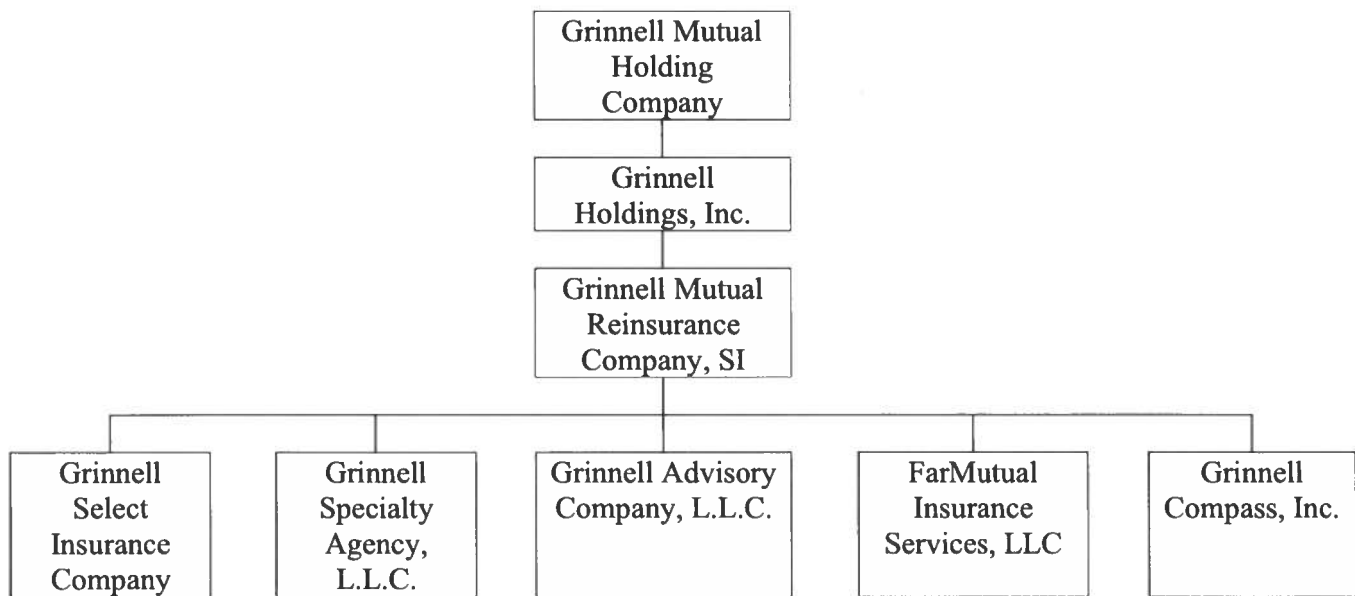 Grinnell Mutual
Holding
Company
Grinnell
Holdings, Inc.
Grinnell Mutual
Reinsurance
Company, SI
Grinnell
Select
Insurance
Company
Grinnell
Specialty
Agency,
L.L.C.
Grinnell Advisory
Company, L.L.C.
FarMutual
Insurance
Services, LLC
Grinnell
Compass, Inc.